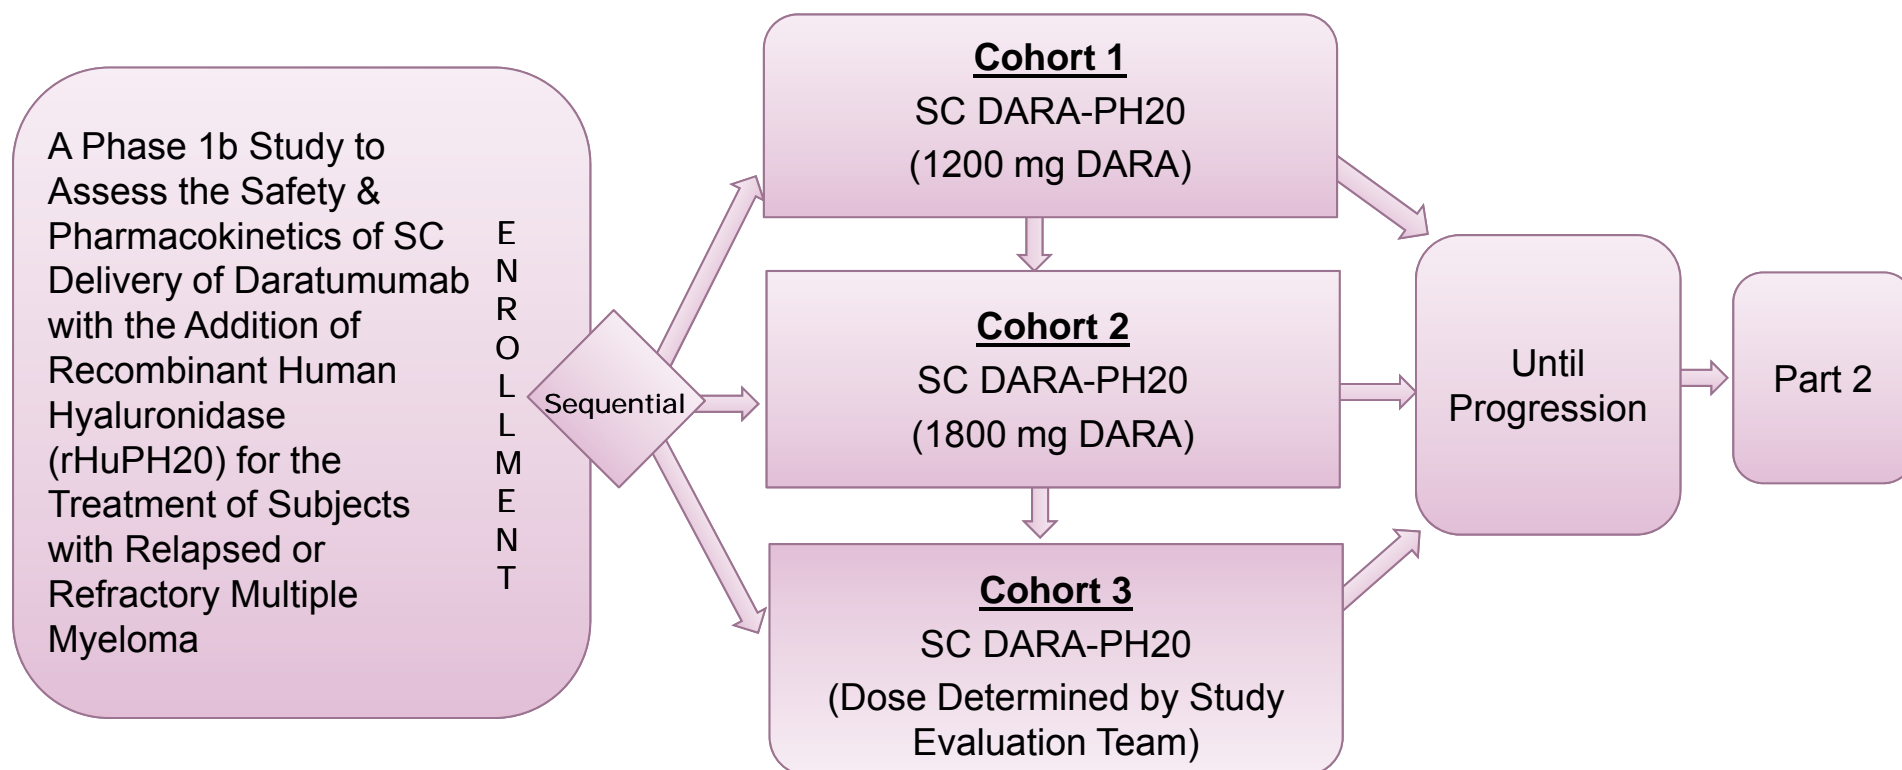 A Phase 1b Study to
Assess the Safety &
Pharmacokinetics of SC
Delivery of Daratumumab
with the Addition of
Recombinant Human
Hyaluronidase
(rHuPH20) for the
Treatment of Subjects
with Relapsed or
Refractory Multiple
Myeloma
E
N
R
O
L
L
M
E
N
T
Sequential
Cohort 1
SC DARA-PH20
(1200 mg DARA)
Cohort 2
SC DARA-PH20
(1800 mg DARA)
Cohort 3
SC DARA-PH20
(Dose Determined by Study
Evaluation Team)
Until
Progression
Part 2